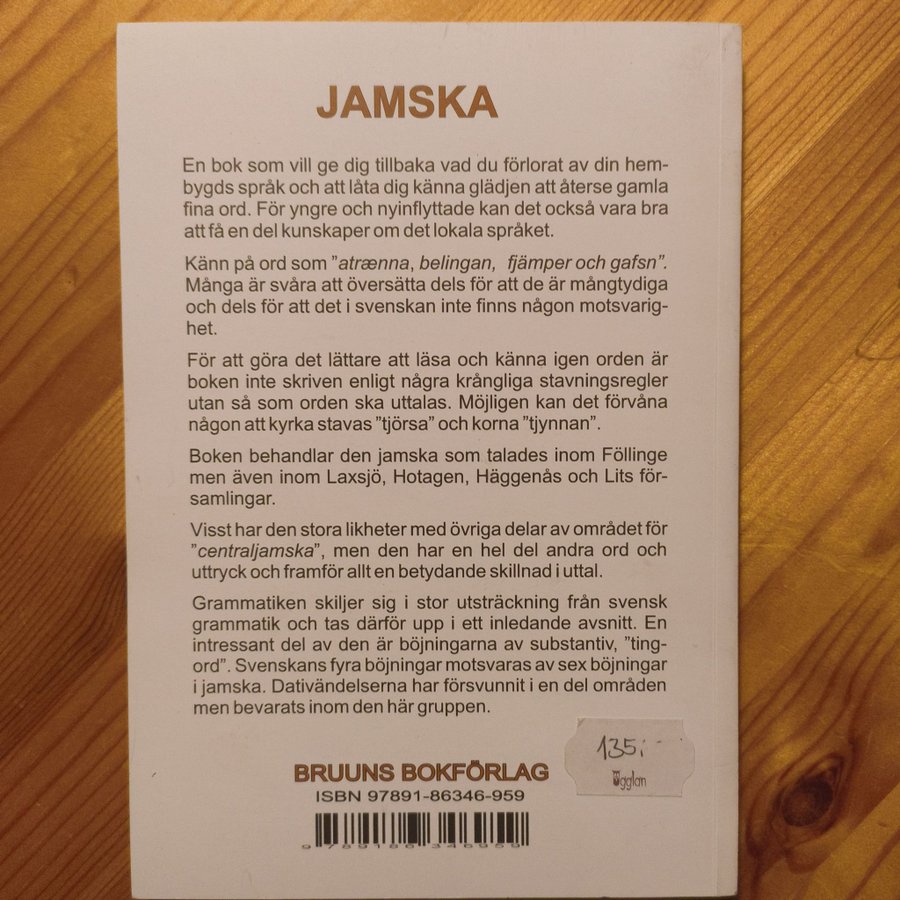 JAMSKA
En bok som vill ge dig tillbaka vad du förlorat av din hem-
bygds språk och att låta dig känna glädjen att återse gamla
fina ord. För yngre och nyinflyttade kan det också vara bra
att få en del kunskaper om det lokala språket.
Känn på ord som ”atrænna, belingan, fjämper och gafsn”.
Många är svåra att översätta dels för att de är mångtydiga
och dels för att det i svenskan inte finns någon motsvarig-
het.
För att göra det lättare att läsa och känna igen orden är
boken inte skriven enligt några krångliga stavningsregler
utan så som orden ska uttalas. Möjligen kan det förvåna
någon att kyrka stavas ”tjörsa” och korna ”tjynnan”.
Boken behandlar den jamska som talades inom Föllinge
men även inom Laxsjö, Hotagen, Häggenås och Lits för-
samlingar.
Visst har den stora likheter med övriga delar av området för
”centraljamska”, men den har en hel del andra ord och
uttryck och framför allt en betydande skillnad i uttal.
Grammatiken skiljer sig i stor utsträckning från svensk
grammatik och tas därför upp i ett inledande avsnitt. En
intressant del av den är böjningarna av substantiv, ”ting-
ord”. Svenskans fyra böjningar motsvaras av sex böjningar
i jamska. Dativändelserna har försvunnit i en del områden
men bevarats inom den här gruppen.
135:-
Ugglan
BRUUNS BOKFÖRLAG
ISBN 97891-86346-959
9 789186 346959